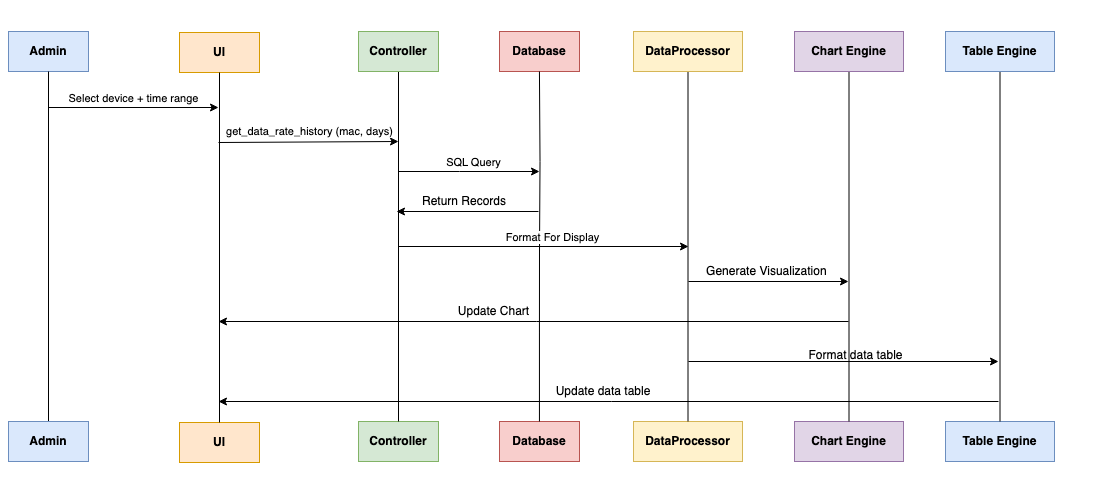 Admin
UI
Controller
Database
DataProcessor
Chart Engine
Table Engine
Select device + time range
get_data_rate_history (mac, days)
SQL Query
Return Records
Format For Display
Generate Visualization
Update Chart
Format data table
Update data table
Admin
UI
Controller
Database
DataProcessor
Chart Engine
Table Engine